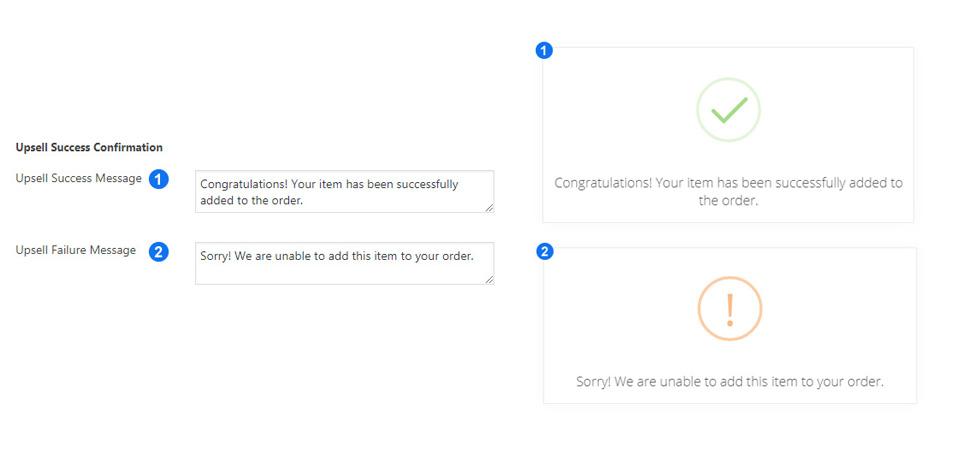 Upsell Success Confirmation
Upsell Success Message 1
Congratulations! Your item has been successfully
added to the order.
Upsell Failure Message 2
Sorry! We are unable to add this item to your order.
1
Congratulations! Your item has been successfully added to
the order.
2
!
Sorry! We are unable to add this item to your order.